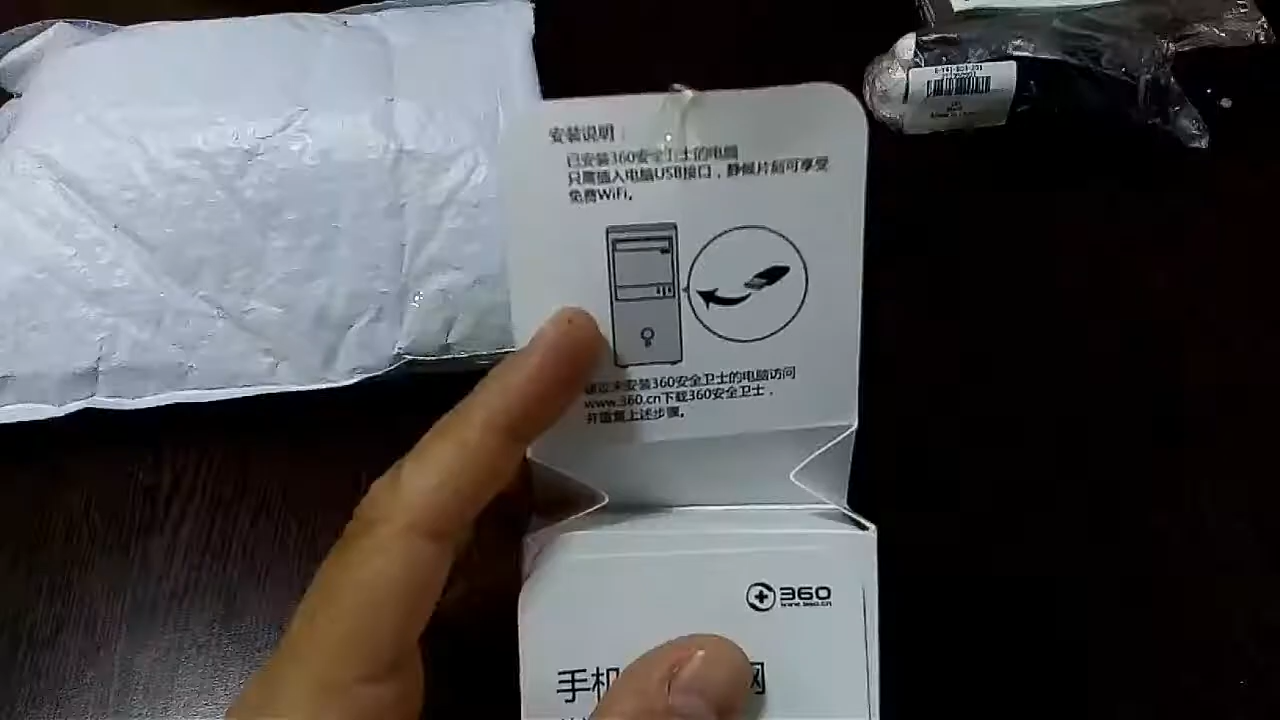 安装说明：
已安装360安全卫士的电脑
只需插入电脑USB接口，静候片刻可享受
免费WiFi。
未安装360安全卫士的电脑访问
www.360.cn下载360安全卫士，
并重复上述步骤。
360
www.360.cn
手机
网